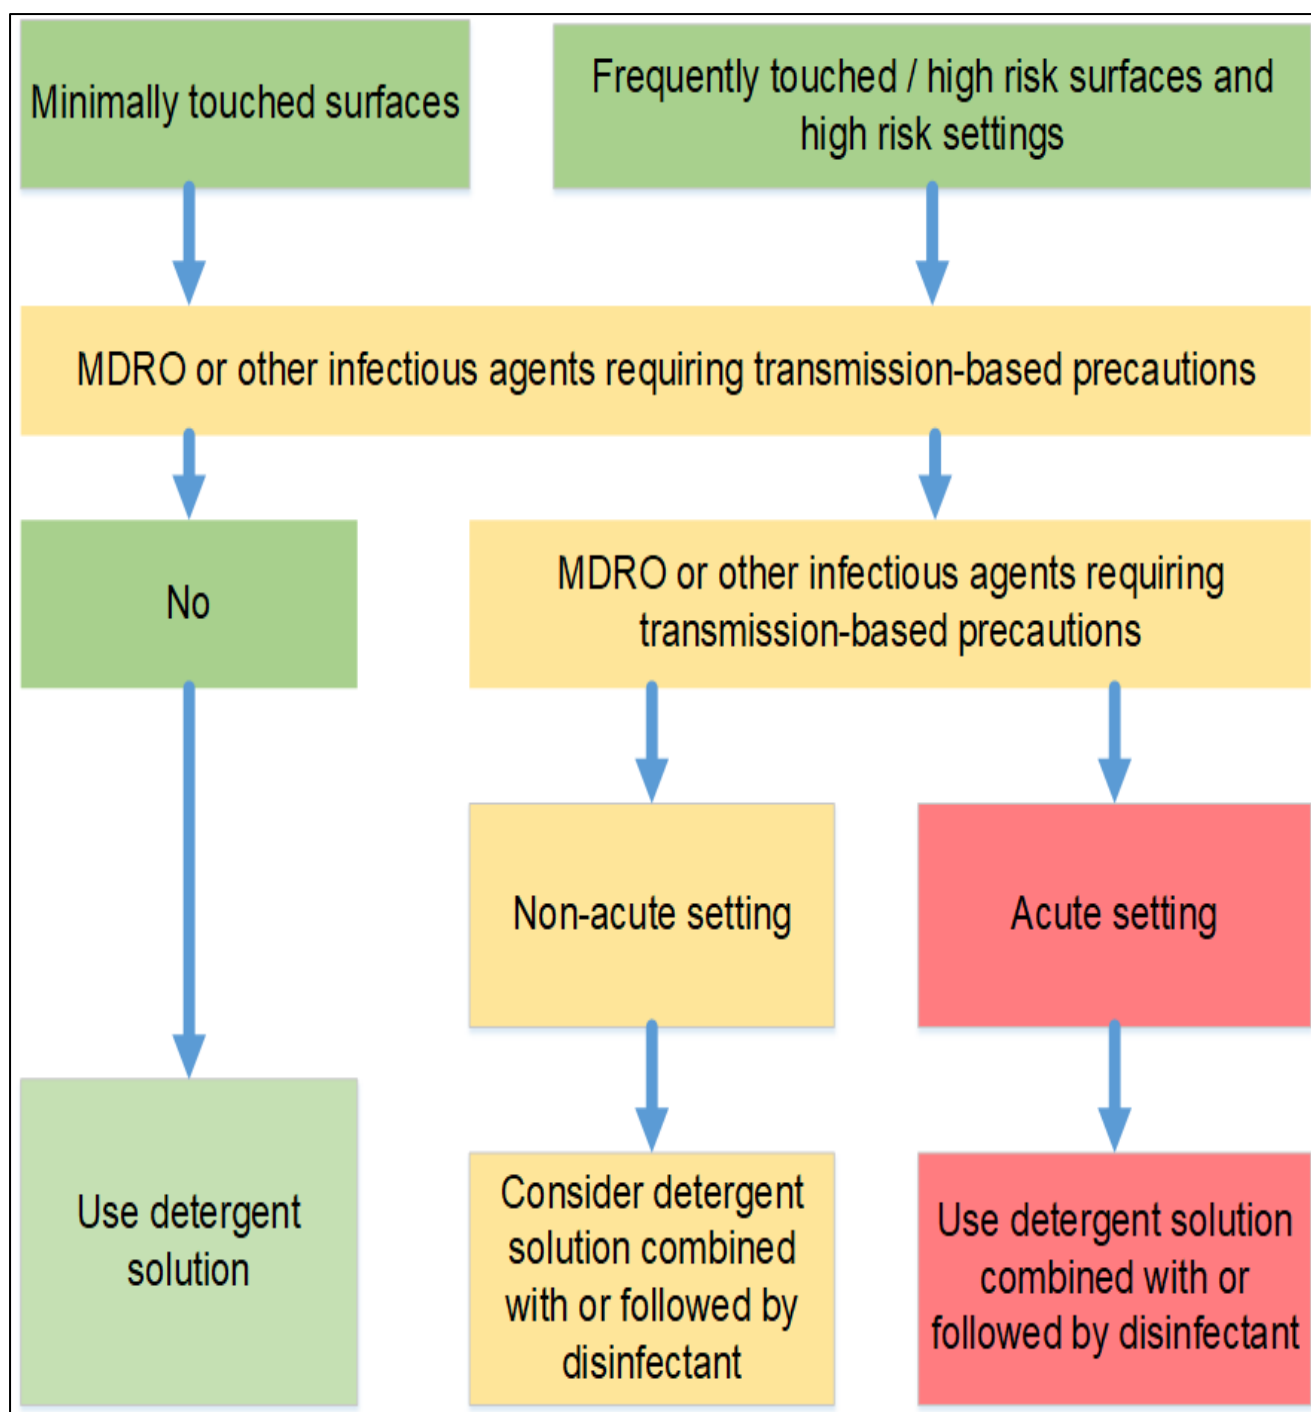 Minimally touched surfaces
Frequently touched / high risk surfaces and
high risk settings
MDRO or other infectious agents requiring transmission-based precautions
No
MDRO or other infectious agents requiring
transmission-based precautions
Non-acute setting
Acute setting
Use detergent
solution
Consider detergent
solution combined
with or followed by
disinfectant
Use detergent solution
combined with or
followed by disinfectant